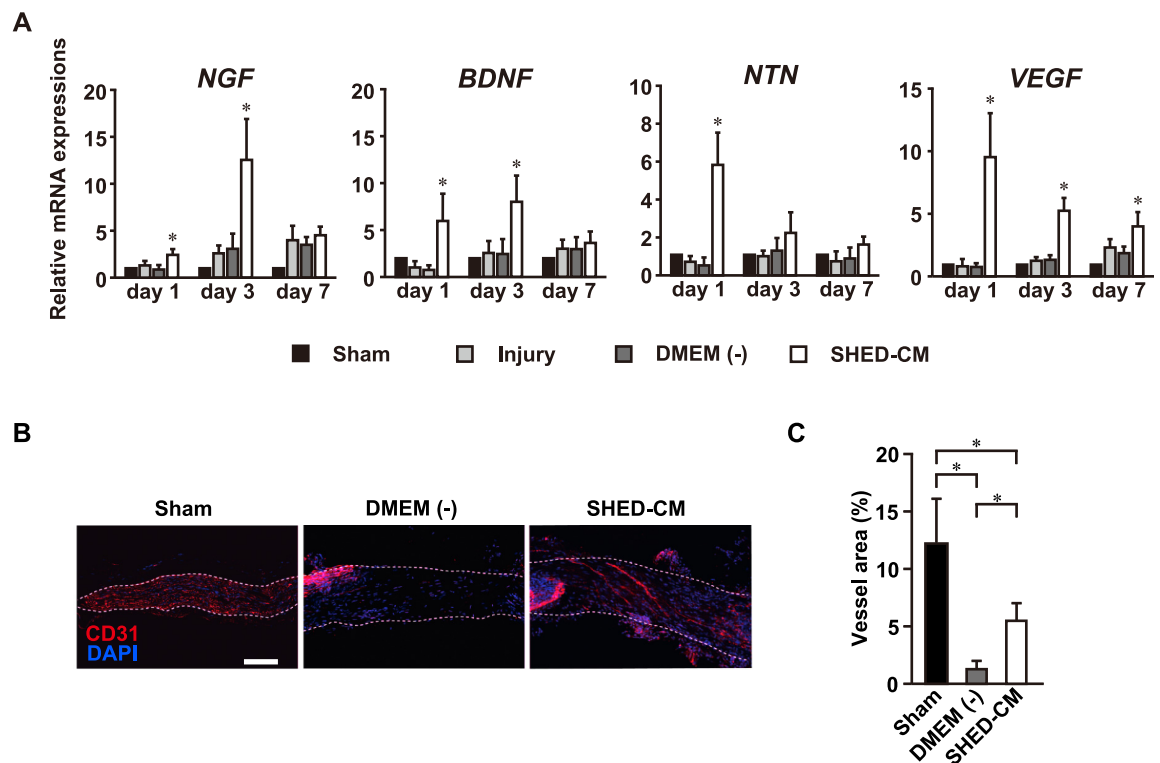 A
Relative mRNA expressions
NGF
20
15
10
5
0
day 1 day 3 day 7
BDNF
20
15
10
5
0
day 1 day 3 day 7
NTN
10
8
6
4
2
0
day 1 day 3 day 7
VEGF
15
10
5
0
day 1 day 3 day 7
* * * * * * * *
Sham Injury DMEM (-) SHED-CM
B
Sham DMEM (-) SHED-CM
CD31
DAPI
C
Vessel area (%)
20
15
10
5
0
*
*
*
Sham
DMEM (-)
SHED-CM